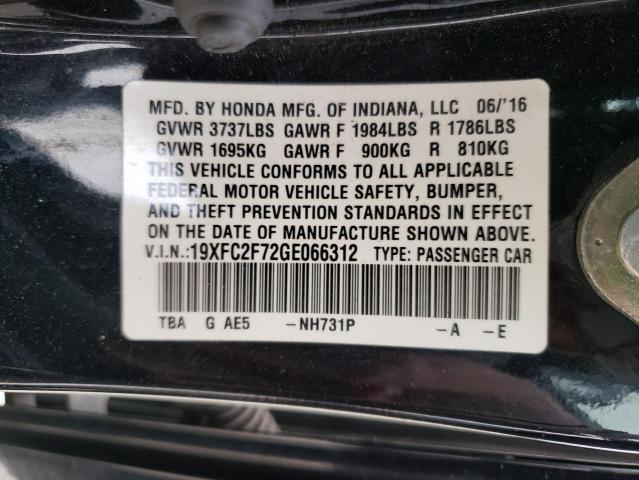 MFD. BY HONDA MFG. OF INDIANA, LLC 06/'16
GVWR 3737LBS GAWR F 1984LBS R 1786LBS
GVWR 1695KG GAWR F 900KG R 810KG
THIS VEHICLE CONFORMS TO ALL APPLICABLE
FEDERAL MOTOR VEHICLE SAFETY, BUMPER,
AND THEFT PREVENTION STANDARDS IN EFFECT
ON THE DATE OF MANUFACTURE SHOWN ABOVE.
V.I.N.:19XFC2F72GE066312 TYPE: PASSENGER CAR
TBA G AE5 -NH731P -A -E